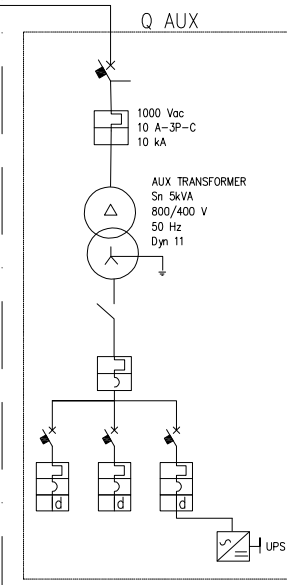 Q AUX
1000 Vac
10 A-3P-C
10 kA
AUX TRANSFORMER
Sn 5kVA
800/400 V
50 Hz
Dyn 11
d d d
UPS